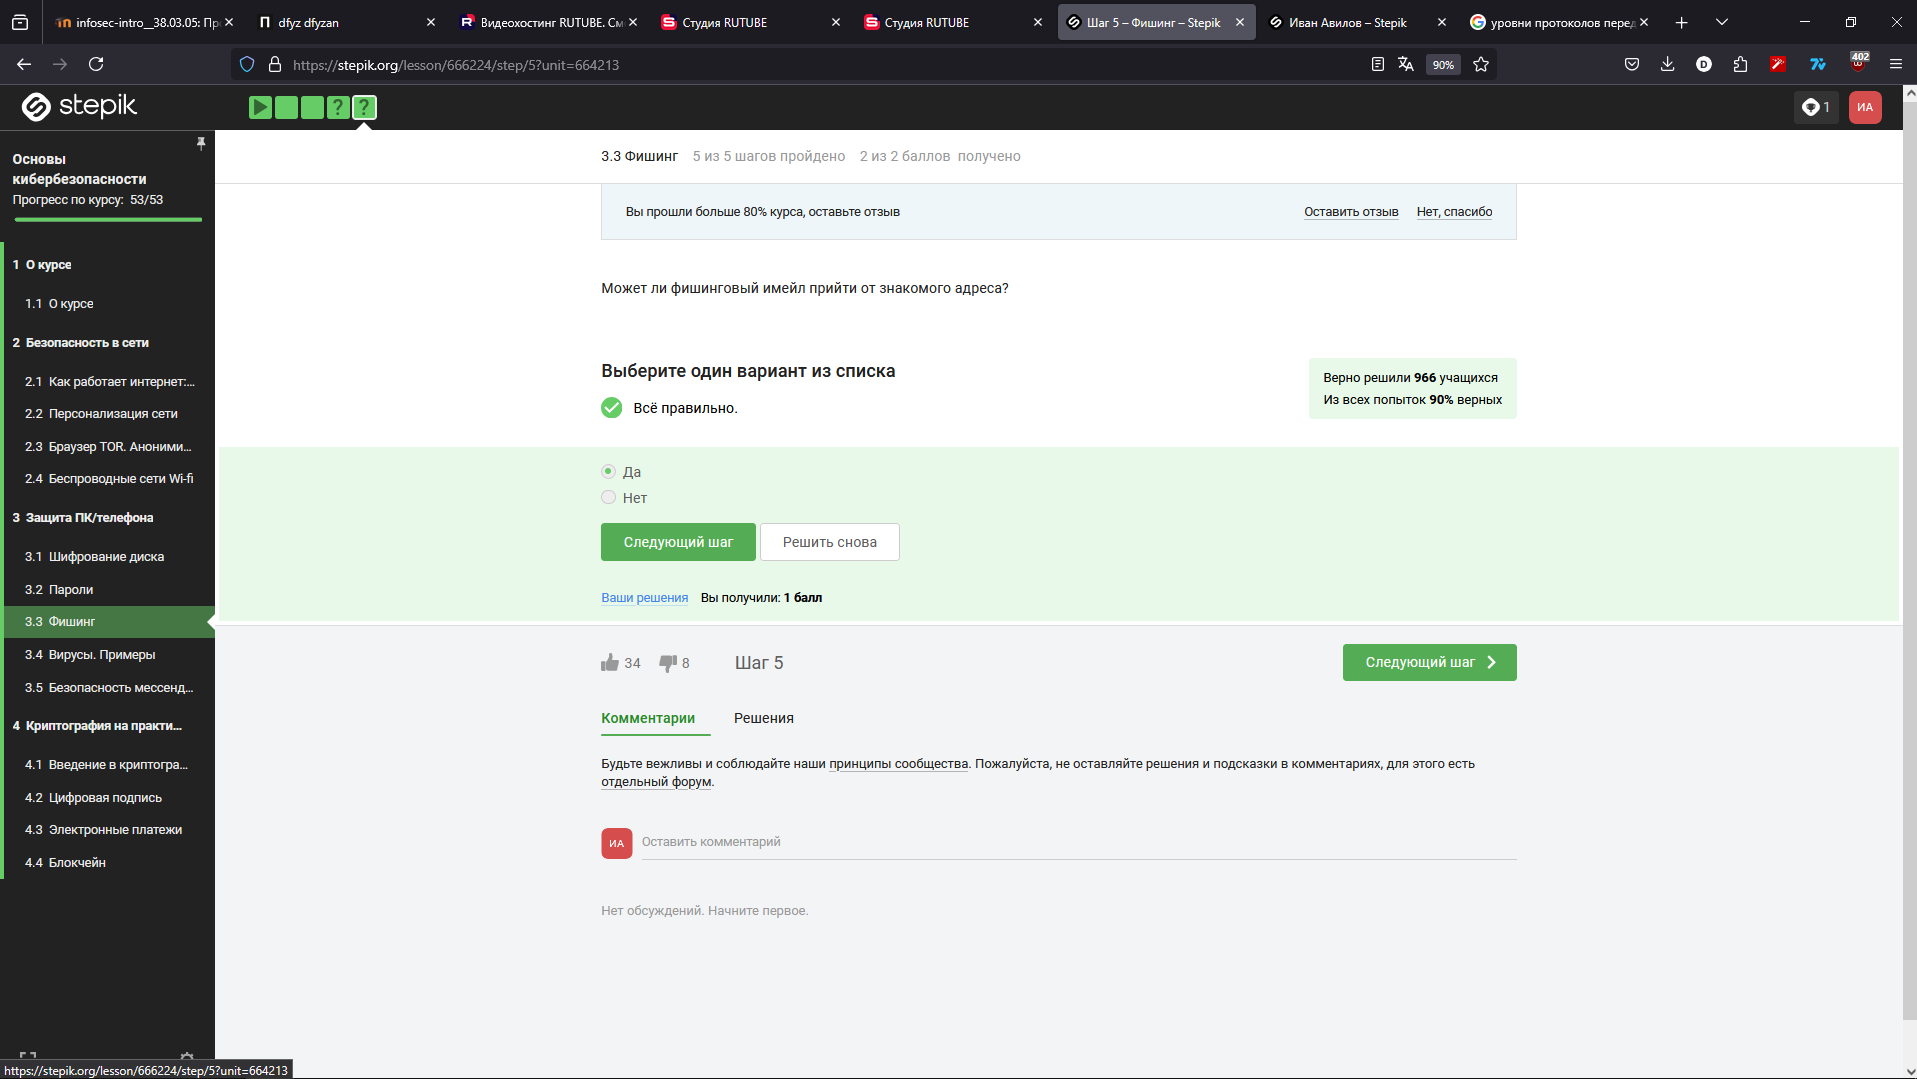 infosec-intro__38.03.05: Пр
dfyz dfyzan
Видеохостинг RUTUBE. См
Студия RUTUBE
Студия RUTUBE
Шаг 5 – Фишинг – Stepik
Иван Авилов – Stepik
уровни протоколов перед
https://stepik.org/lesson/666224/step/5?unit=664213
90%
402
stepik
1
ИА
Основы
кибербезопасности
Прогресс по курсу: 53/53
1 О курсе
1.1 О курсе
2 Безопасность в сети
2.1 Как работает интернет:...
2.2 Персонализация сети
2.3 Браузер TOR. Аноними...
2.4 Беспроводные сети Wi-fi
3 Защита ПК/телефона
3.1 Шифрование диска
3.2 Пароли
3.3 Фишинг
3.4 Вирусы. Примеры
3.5 Безопасность мессенд...
4 Криптография на практи...
4.1 Введение в криптогра...
4.2 Цифровая подпись
4.3 Электронные платежи
4.4 Блокчейн
3.3 Фишинг 5 из 5 шагов пройдено 2 из 2 баллов получено
Вы прошли больше 80% курса, оставьте отзыв
Оставить отзыв Нет, спасибо
Может ли фишинговый имейл прийти от знакомого адреса?
Выберите один вариант из списка
Всё правильно.
Верно решили 966 учащихся
Из всех попыток 90% верных
Да
Нет
Следующий шаг
Решить снова
Ваши решения Вы получили: 1 балл
34 8 Шаг 5
Следующий шаг
Комментарии Решения
Будьте вежливы и соблюдайте наши принципы сообщества. Пожалуйста, не оставляйте решения и подсказки в комментариях, для этого есть
отдельный форум.
ИА
Оставить комментарий
Нет обсуждений. Начните первое.
https://stepik.org/lesson/666224/step/5?unit=664213